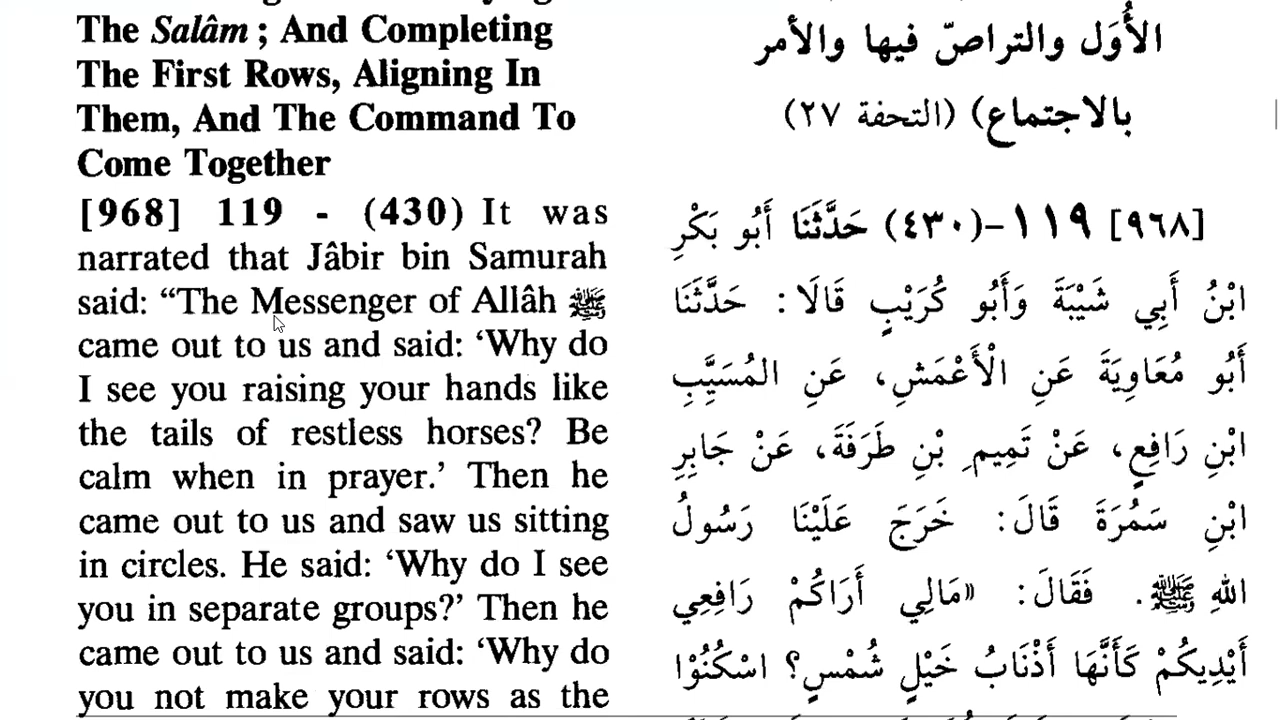 The Salâm ; And Completing
The First Rows, Aligning In
Them, And The Command To
Come Together
[968] 119 - (430) It was
narrated that Jâbir bin Samurah
said: “The Messenger of Allâh ﷺ
came out to us and said: ‘Why do
I see you raising your hands like
the tails of restless horses? Be
calm when in prayer.’ Then he
came out to us and saw us sitting
in circles. He said: ‘Why do I see
you in separate groups?’ Then he
came out to us and said: ‘Why do
you not make your rows as the
الأُوَل والتراصّ فيها والأمر
بالاجتماع) (التحفة ٢٧)
[٩٦٨] ١١٩-(٤٣٠) حَدَّثَنَا أَبُو بَكْرِ
ابْنُ أَبِي شَيْبَةَ وَأَبُو كُرَيْبٍ قَالَا: حَدَّثَنَا
أَبُو مُعَاوِيَةَ عَنِ الْأَعْمَشِ، عَنِ المُسَيَّبِ
ابْنِ رَافِعٍ، عَنْ تَمِيمِ بْنِ طَرَفَةَ، عَنْ جَابِرِ
ابْنِ سَمُرَةَ قَالَ: خَرَجَ عَلَيْنَا رَسُولُ
اللهِ ﷺ. فَقَالَ: «مَالِي أَرَاكُمْ رَافِعِي
أَيْدِيكُمْ كَأَنَّهَا أَذْنَابُ خَيْلٍ شُمْسٍ؟ اسْكُنُوْا